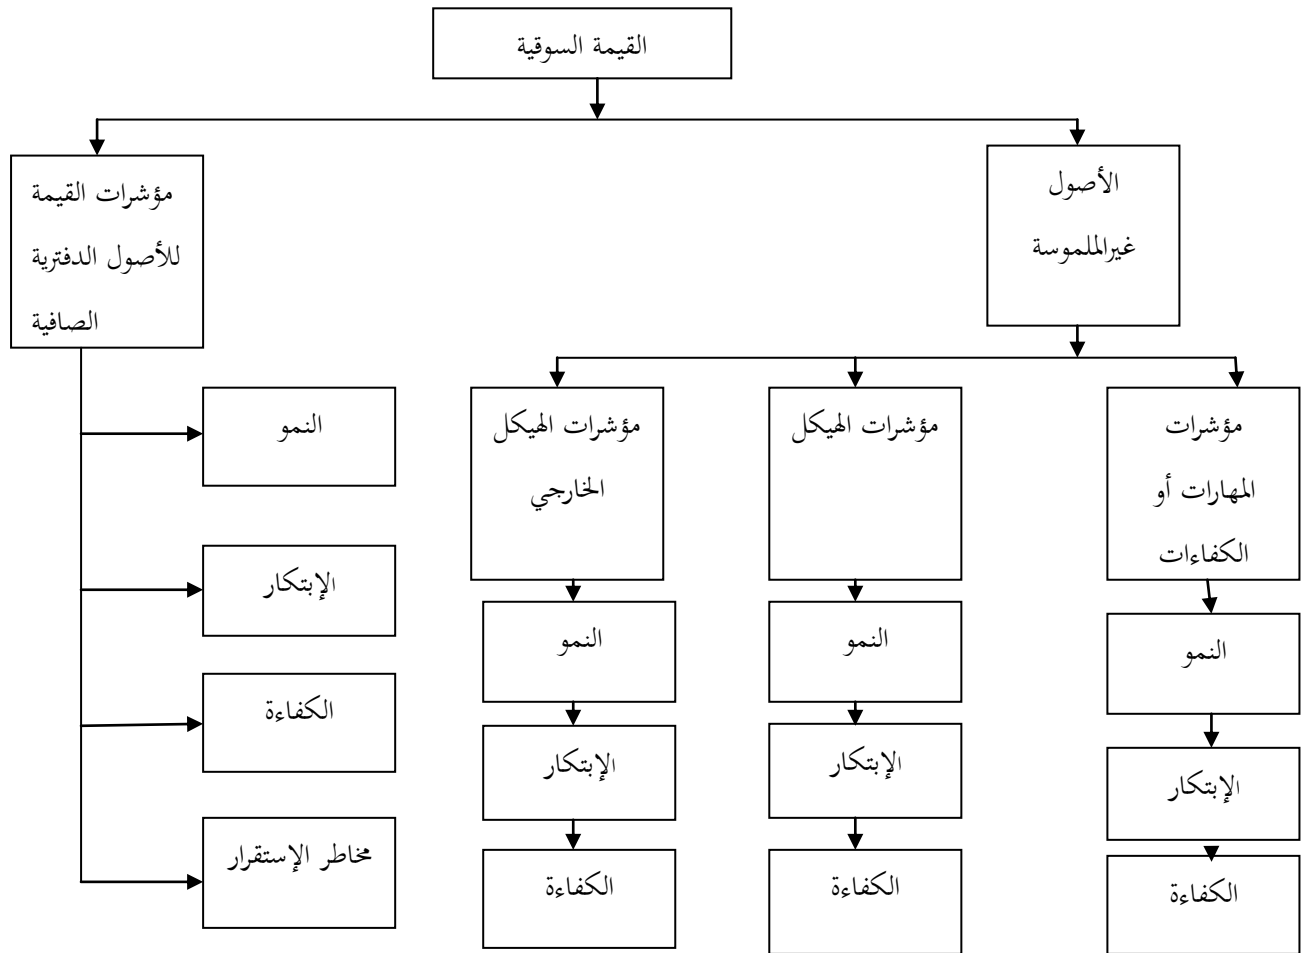 القيمة السوقية
الأصول
غيرالملموسة
مؤشرات القيمة
للأصول الدفترية
الصافية
مؤشرات
المهارات أو
الكفاءات
النمو
الإبتكار
الكفاءة
مؤشرات الهيكل
النمو
الإبتكار
الكفاءة
مؤشرات الهيكل
الخارجي
النمو
الإبتكار
الكفاءة
النمو
الإبتكار
الكفاءة
مخاطر الإستقرار